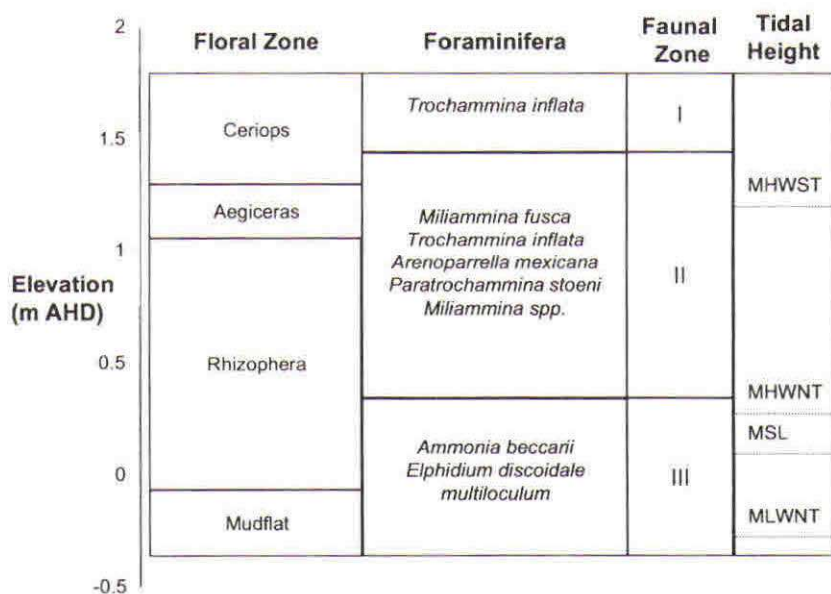 2
Floral Zone
Foraminifera
Faunal
Zone
Tidal
Height
Trochammina inflata
I
Ceriops
1.5
MHWST
Aegiceras
Miliammina fusca
Trochammina inflata
Arenoparrella mexicana
Paratrochammina stoeni
Miliammina spp.
II
1
Elevation
(m AHD)
Rhizophera
0.5
MHWNT
MSL
Ammonia beccarii
Elphidium discoidale
multiloculum
III
0
MLWNT
Mudflat
-0.5